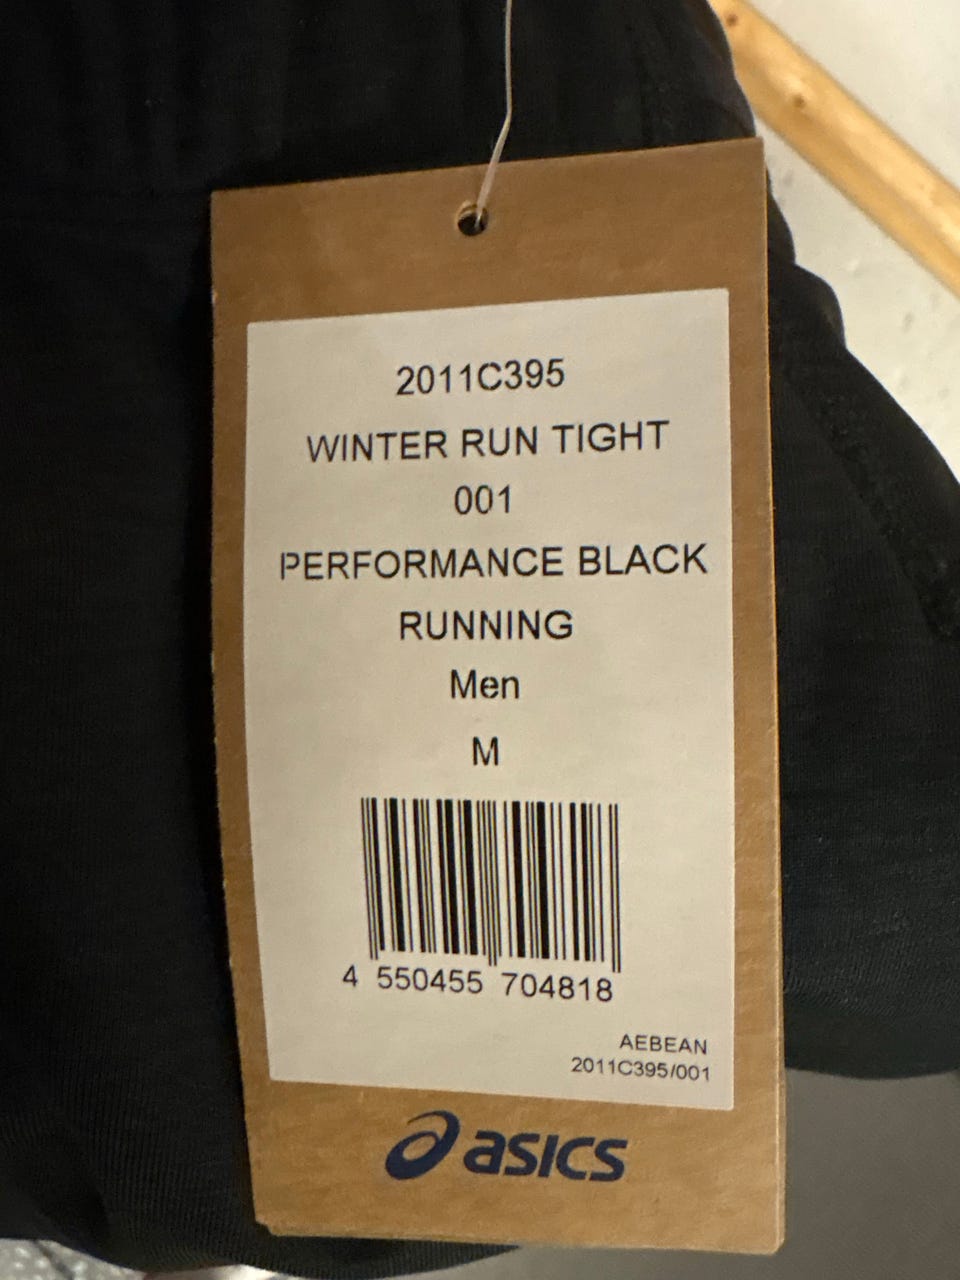 2011C395
WINTER RUN TIGHT
001
PERFORMANCE BLACK
RUNNING
Men
M
4 550455 704818
AEBEAN
2011C395/001
asics